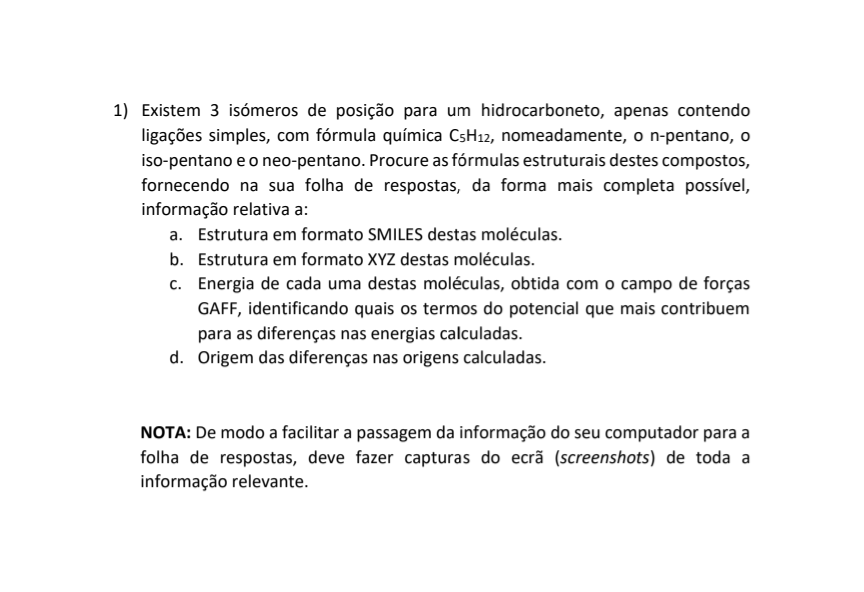 1) Existem 3 isómeros de posição para um hidrocarboneto, apenas contendo
ligações simples, com fórmula química C₅H₁₂, nomeadamente, o n-pentano, o
iso-pentano e o neo-pentano. Procure as fórmulas estruturais destes compostos,
fornecendo na sua folha de respostas, da forma mais completa possível,
informação relativa a:
a. Estrutura em formato SMILES destas moléculas.
b. Estrutura em formato XYZ destas moléculas.
c. Energia de cada uma destas moléculas, obtida com o campo de forças
GAFF, identificando quais os termos do potencial que mais contribuem
para as diferenças nas energias calculadas.
d. Origem das diferenças nas origens calculadas.
NOTA: De modo a facilitar a passagem da informação do seu computador para a
folha de respostas, deve fazer capturas do ecrã (screenshots) de toda a
informação relevante.